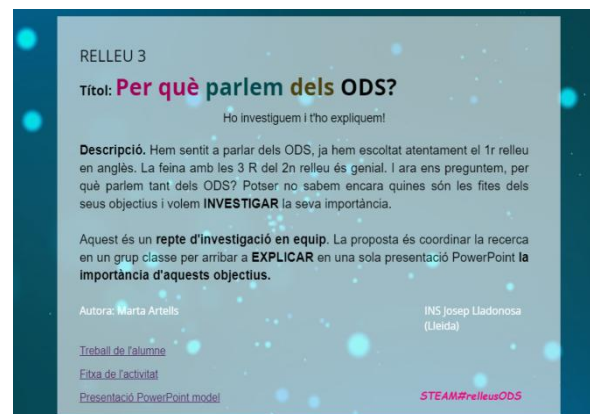 RELLEU 3
Títol: Per què parlem dels ODS?
Ho investiguem i t'ho expliquem!
Descripció. Hem sentit a parlar dels ODS, ja hem escoltat atentament el 1r relleu
en anglès. La feina amb les 3 R del 2n relleu és genial. I ara ens preguntem, per
què parlem tant dels ODS? Potser no sabem encara quines són les fites dels
seus objectius i volem INVESTIGAR la seva importància.
Aquest és un repte d'investigació en equip. La proposta és coordinar la recerca
en un grup classe per arribar a EXPLICAR en una sola presentació PowerPoint la
importància d'aquests objectius.
Autora: Marta Artells
INS Josep Lladonosa
(Lleida)
Treball de l'alumne
Fitxa de l'activitat
Presentació PowerPoint model
STEAM#relleusODS